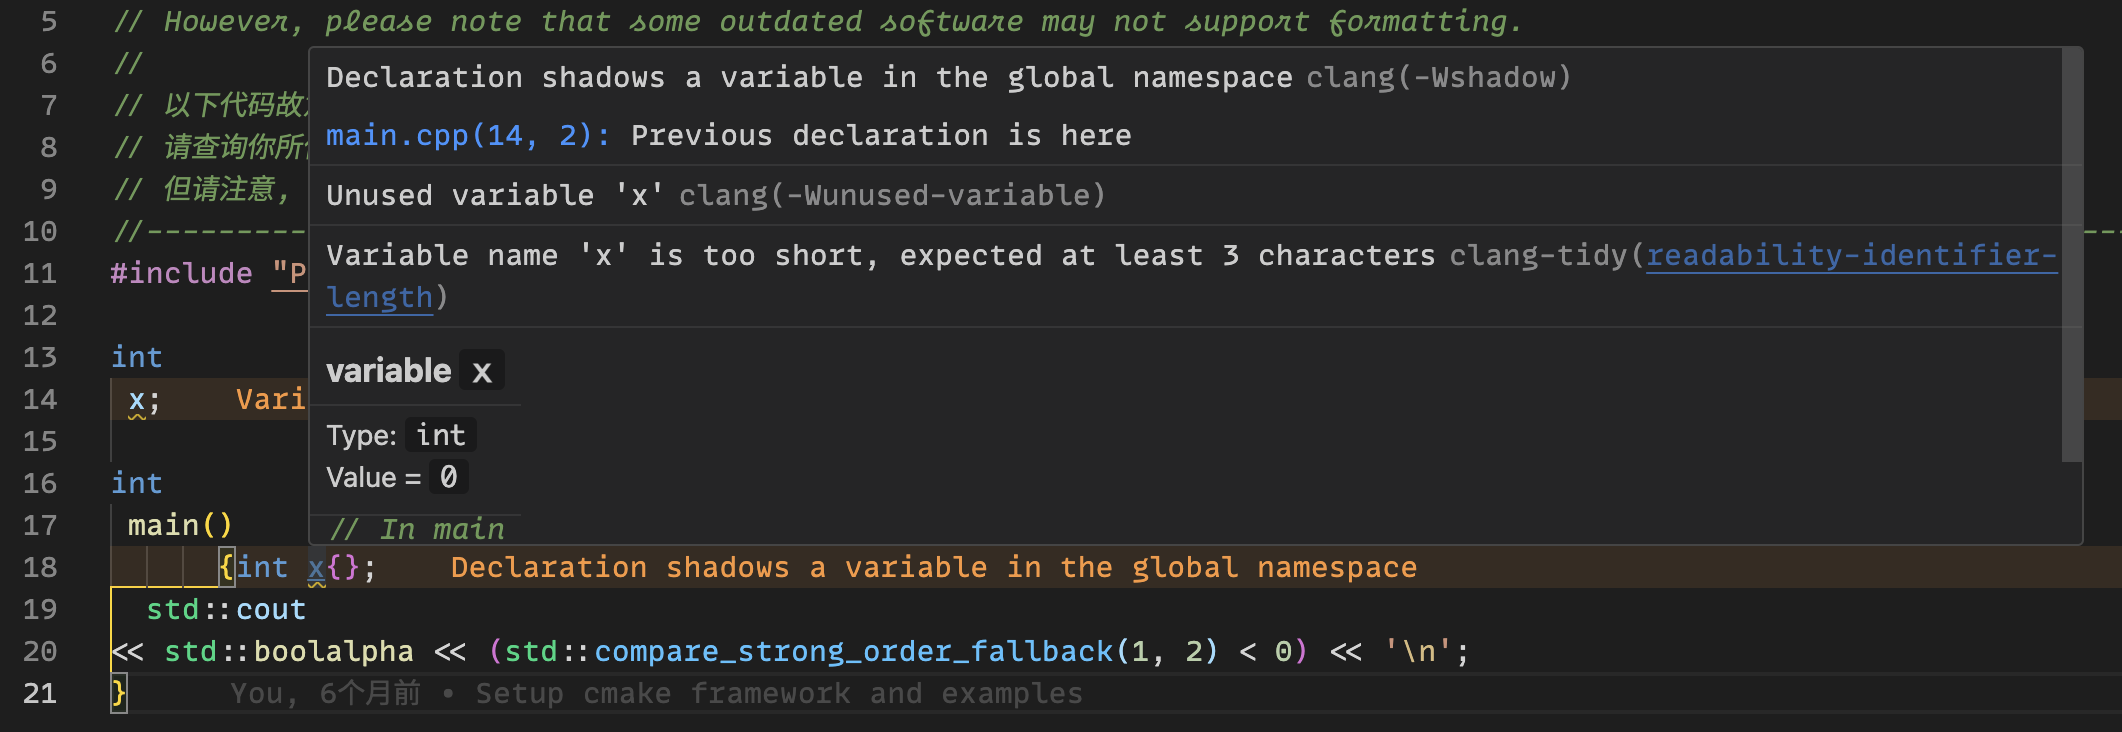 5 // However, please note that some outdated software may not support formatting.
6 //
Declaration shadows a variable in the global namespace clang(-Wshadow)
7 // 以下代码故
main.cpp(14, 2): Previous declaration is here
8 // 请查询你所
9 // 但请注意,
Unused variable 'x' clang(-Wunused-variable)
10 //---------
Variable name 'x' is too short, expected at least 3 characters clang-tidy(readability-identifier-
length)
11 #include "P
12
13 int
variable x
14 x; Vari
Type: int
15
Value = 0
16 int
17 main() // In main
18 {int x{}; Declaration shadows a variable in the global namespace
19 std::cout
20 << std::boolalpha << (std::compare_strong_order_fallback(1, 2) < 0) << '\n';
21 } You, 6个月前 • Setup cmake framework and examples